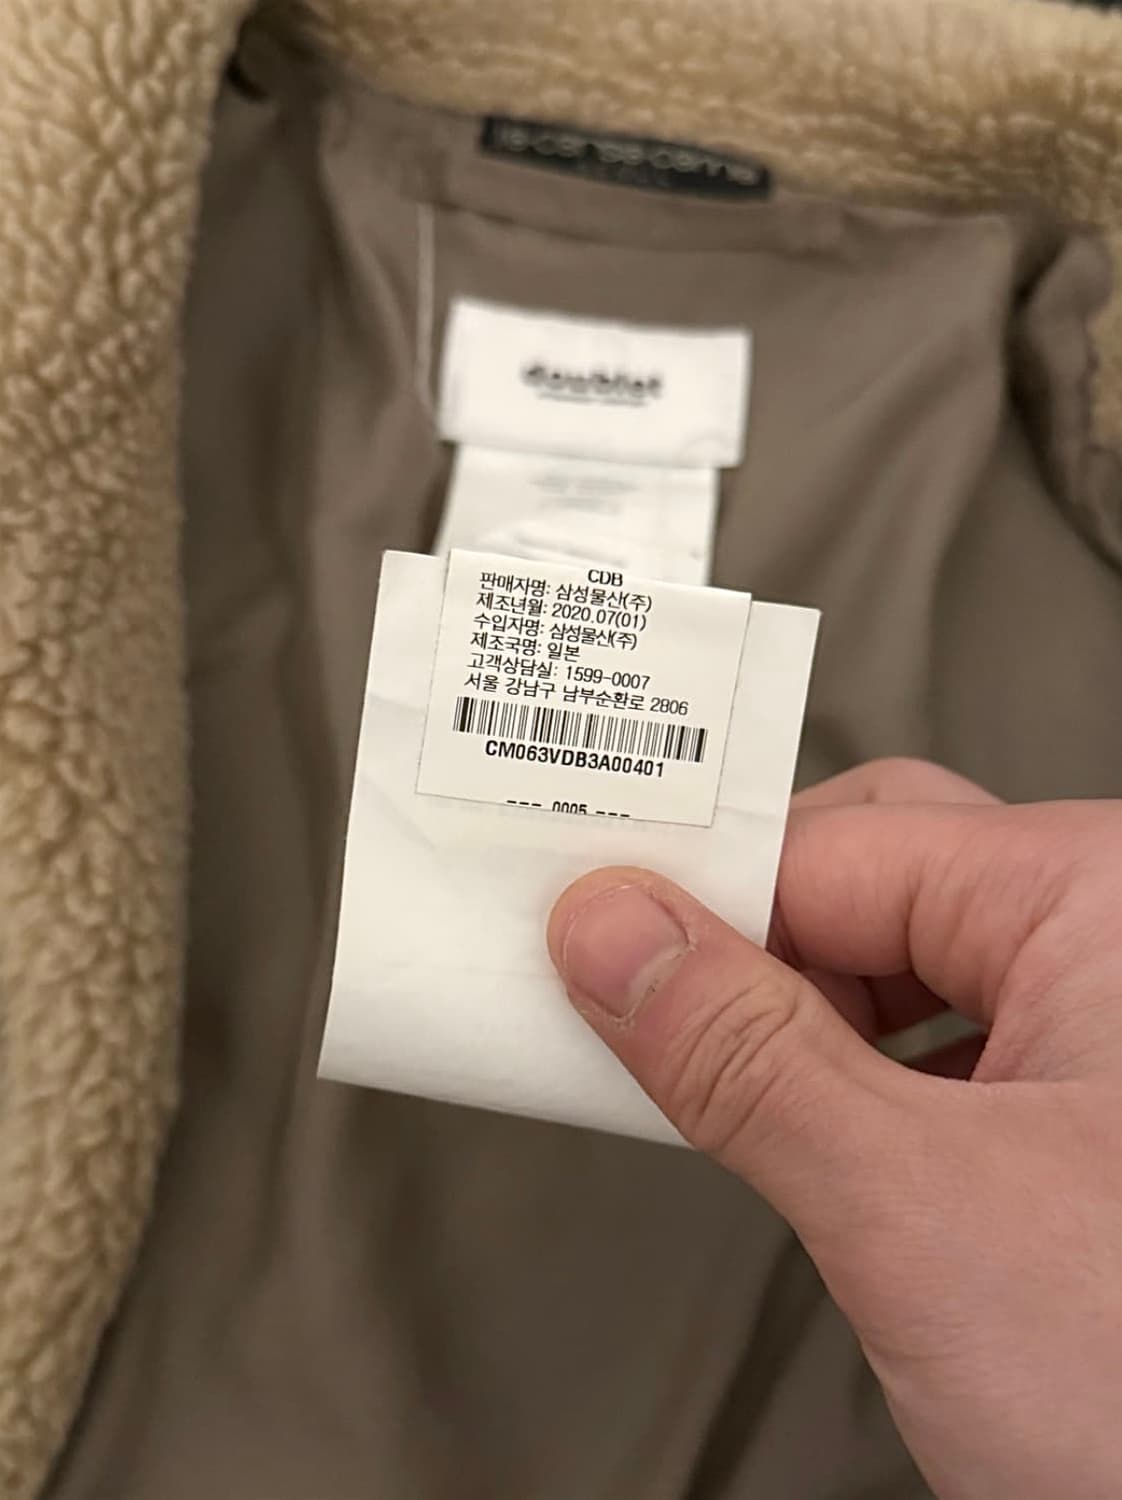 doublet
CDB
판매자명: 삼성물산(주)
제조년월: 2020.07(01)
수입자명: 삼성물산(주)
제조국명: 일본
고객상담실: 1599-0007
서울 강남구 남부순환로 2806
CM063VDB3A00401
--- 0005 ---